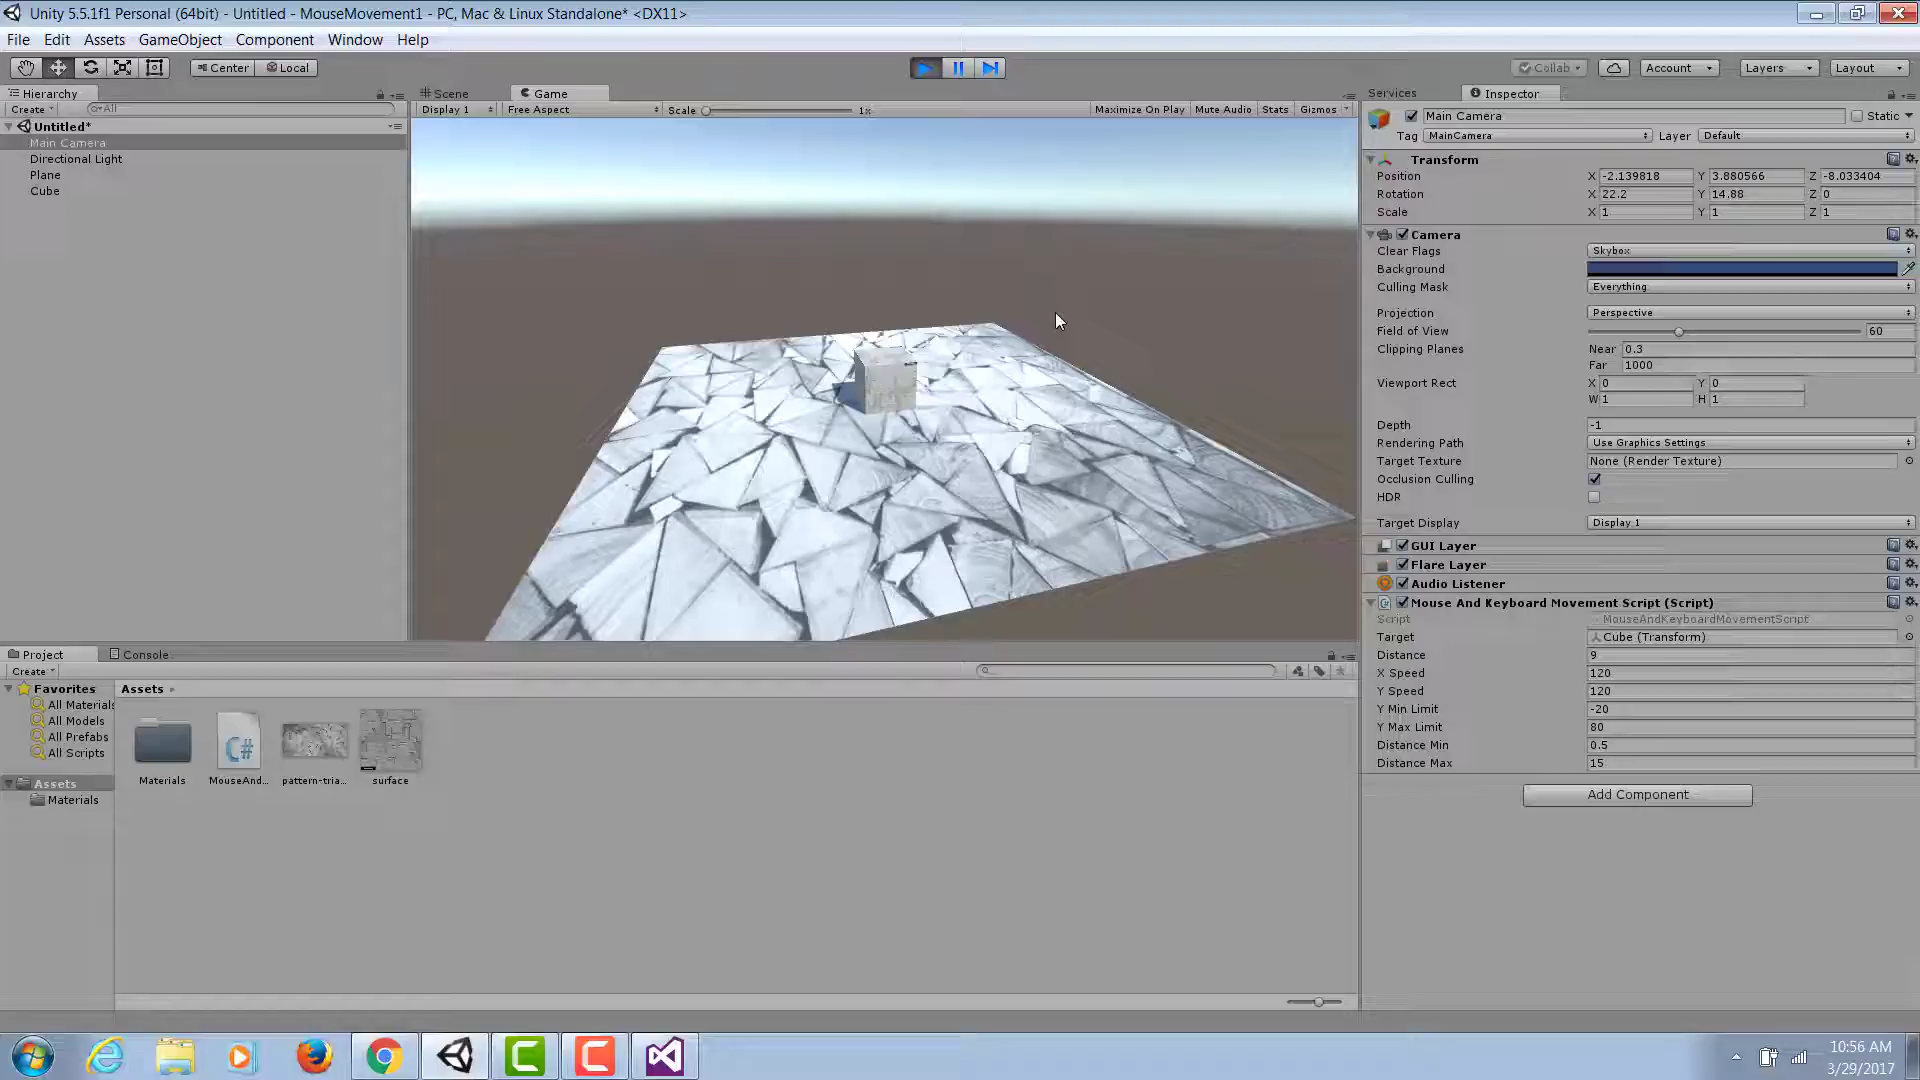 Unity 5.5.1f1 Personal (64bit) - Untitled - MouseMovement1 - PC, Mac & Linux Standalone* <DX11>
File Edit Assets GameObject Component Window Help
Center Local Collab Account Layers Layout
Hierarchy
Create All
Untitled*
Main Camera
Directional Light
Plane
Cube
Scene Game
Display 1 Free Aspect Scale 1x Maximize On Play Mute Audio Stats Gizmos
Services Inspector
Main Camera Static
Tag MainCamera Layer Default
Transform
Position X -2.139818 Y 3.880566 Z -8.033404
Rotation X 22.2 Y 14.88 Z 0
Scale X 1 Y 1 Z 1
Camera
Clear Flags Skybox
Background
Culling Mask Everything
Projection Perspective
Field of View 60
Clipping Planes Near 0.3
Far 1000
Viewport Rect X 0 Y 0
W 1 H 1
Depth -1
Rendering Path Use Graphics Settings
Target Texture None (Render Texture)
Occlusion Culling
HDR
Target Display Display 1
GUI Layer
Flare Layer
Audio Listener
Mouse And Keyboard Movement Script (Script)
Script MouseAndKeyboardMovementScript
Target Cube (Transform)
Distance 9
X Speed 120
Y Speed 120
Y Min Limit -20
Y Max Limit 80
Distance Min 0.5
Distance Max 15
Add Component
Project Console
Create
Favorites
All Materials
All Models
All Prefabs
All Scripts
Assets
Materials
Assets
Materials MouseAnd... pattern-tria... surface
10:56 AM
3/29/2017